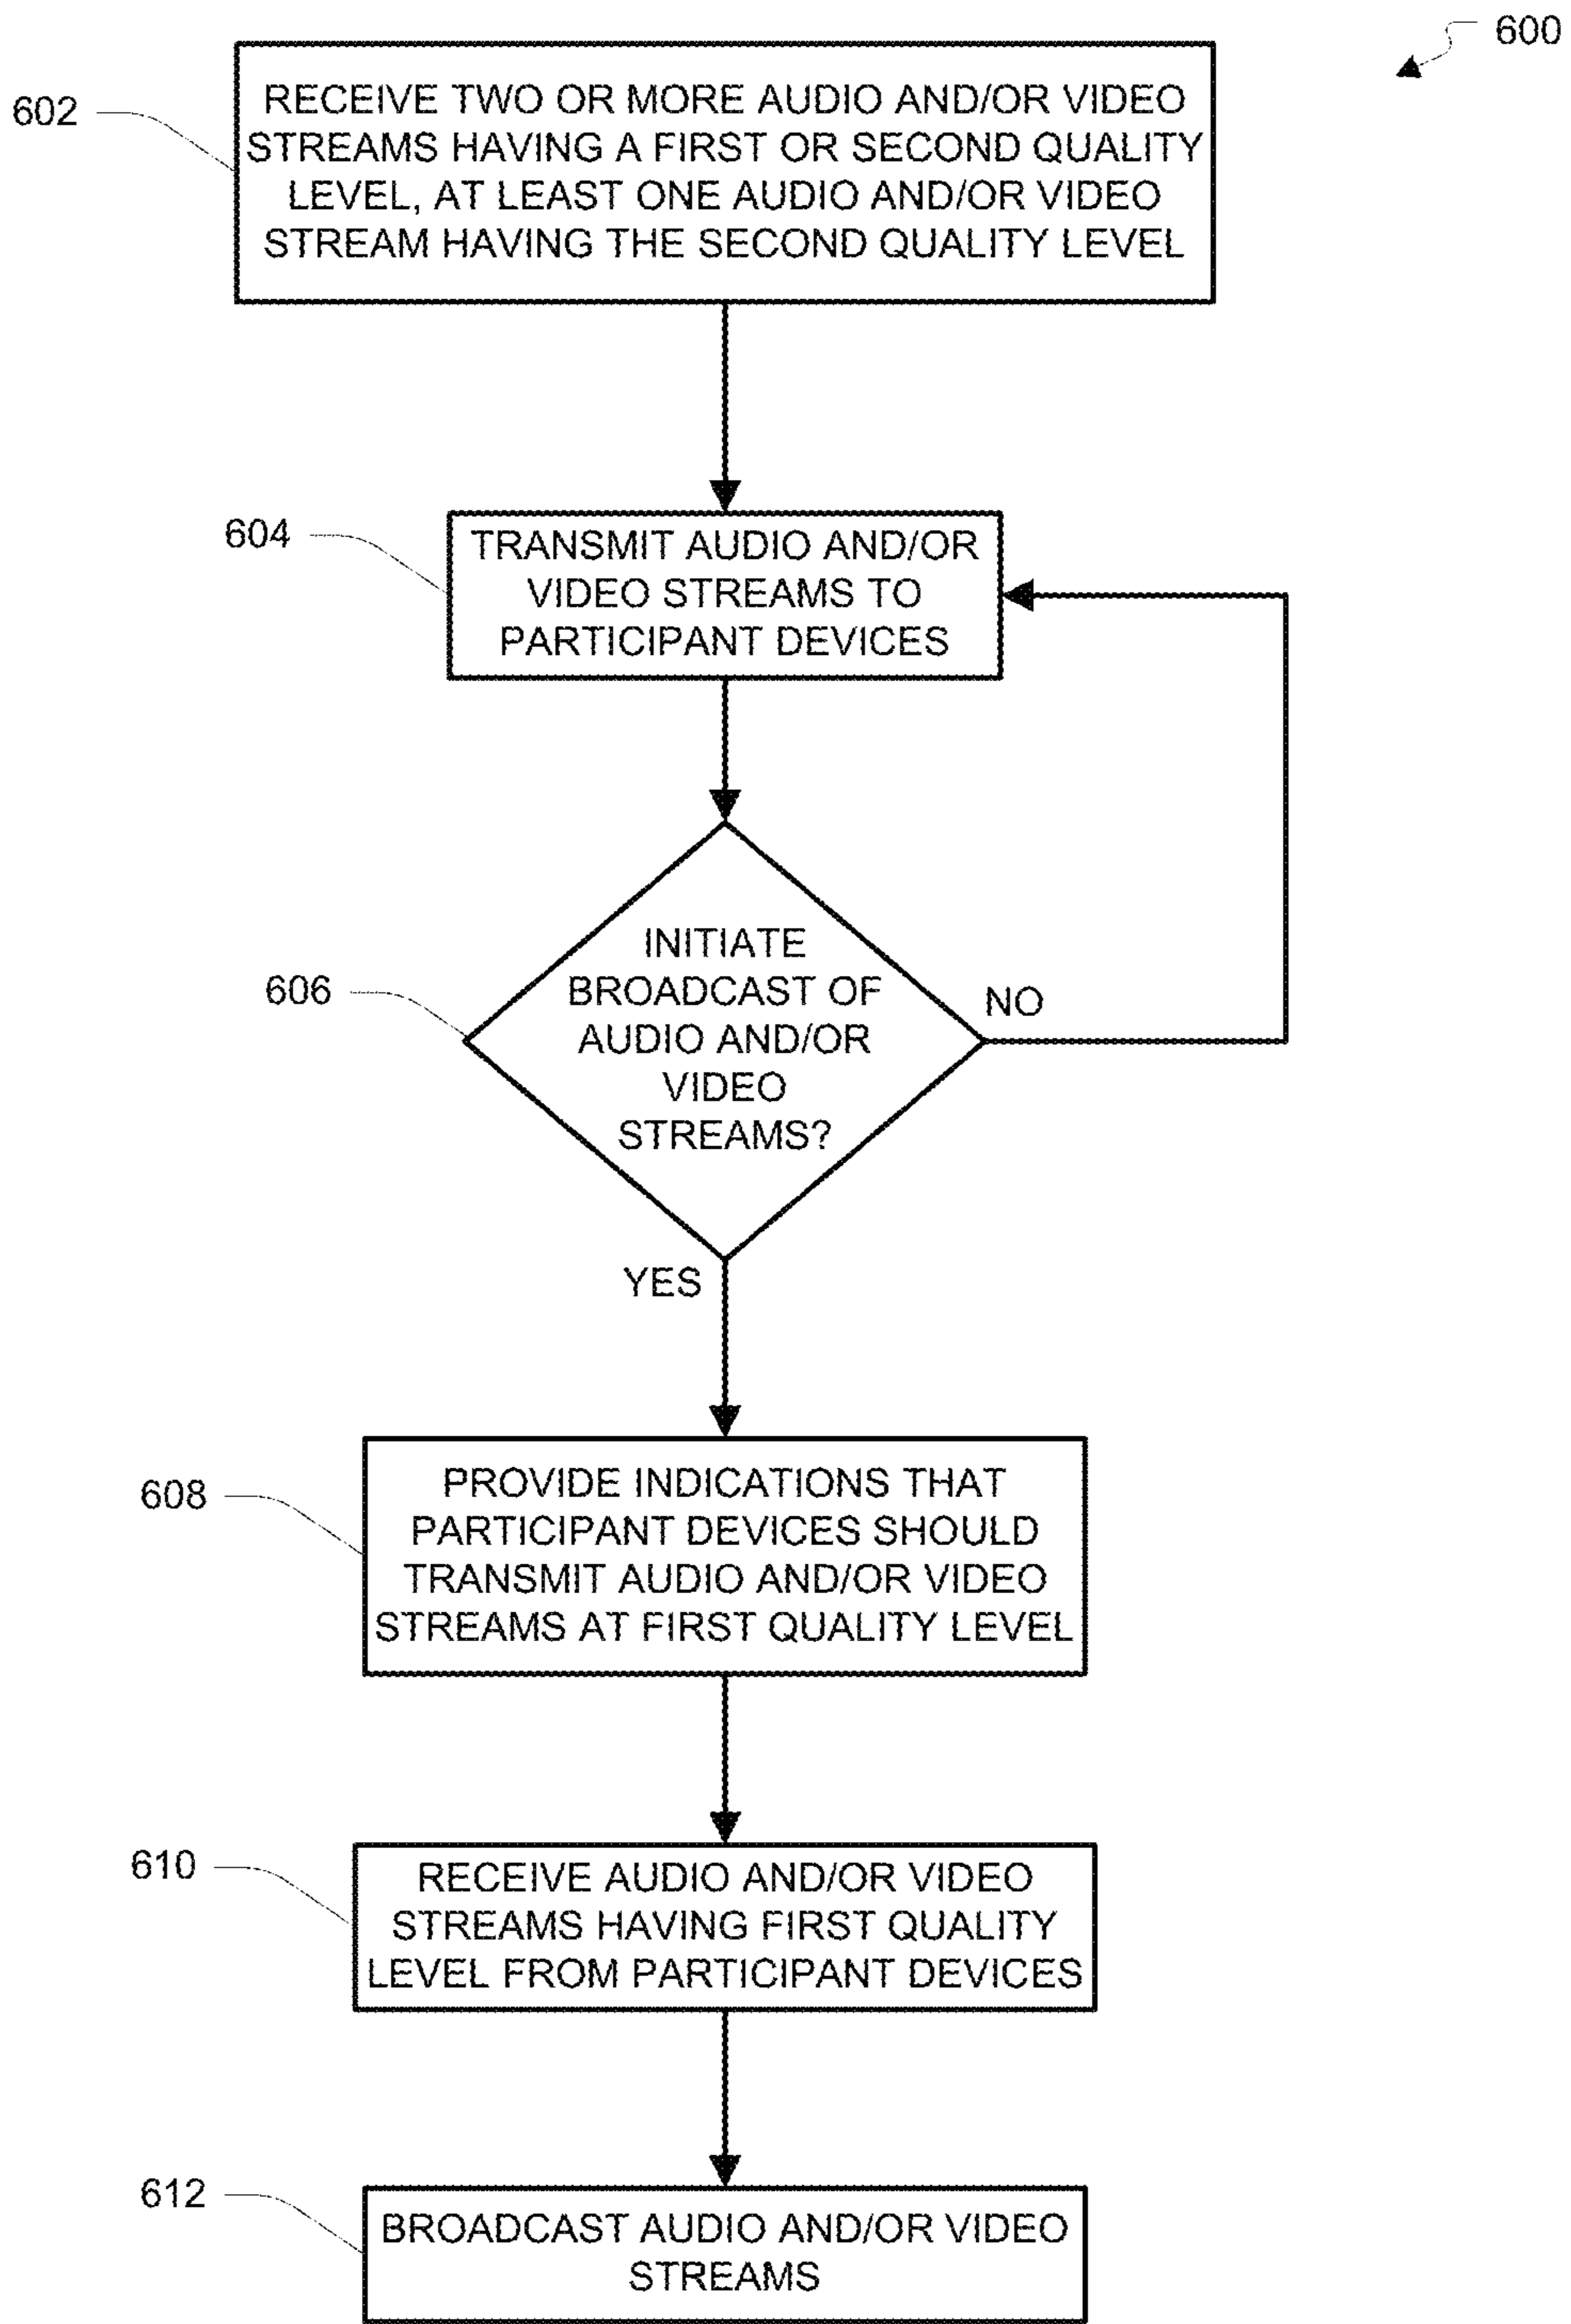 600
602
RECEIVE TWO OR MORE AUDIO AND/OR VIDEO
STREAMS HAVING A FIRST OR SECOND QUALITY
LEVEL, AT LEAST ONE AUDIO AND/OR VIDEO
STREAM HAVING THE SECOND QUALITY LEVEL
604
TRANSMIT AUDIO AND/OR
VIDEO STREAMS TO
PARTICIPANT DEVICES
606
INITIATE
BROADCAST OF
AUDIO AND/OR
VIDEO
STREAMS?
NO
YES
608
PROVIDE INDICATIONS THAT
PARTICIPANT DEVICES SHOULD
TRANSMIT AUDIO AND/OR VIDEO
STREAMS AT FIRST QUALITY LEVEL
610
RECEIVE AUDIO AND/OR VIDEO
STREAMS HAVING FIRST QUALITY
LEVEL FROM PARTICIPANT DEVICES
612
BROADCAST AUDIO AND/OR VIDEO
STREAMS